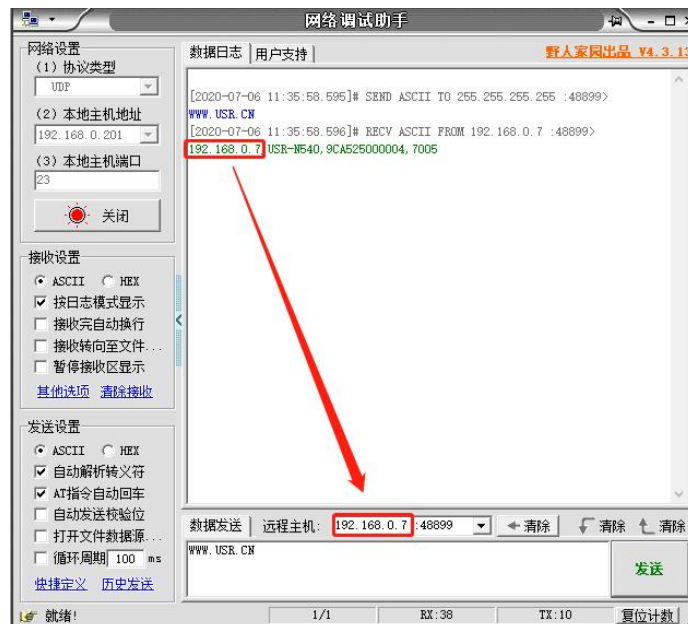 网络调试助手
网络设置
(1) 协议类型
UDP
(2) 本地主机地址
192.168.0.201
(3) 本地主机端口
23
关闭
接收设置
ASCII HEX
按日志模式显示
接收完自动换行
接收转向至文件...
暂停接收区显示
其他选项 清除接收
发送设置
ASCII HEX
自动解析转义符
AT指令自动回车
自动发送校验位
打开文件数据源...
循环周期 100 ms
快捷定义 历史发送
数据日志 用户支持 野人家园出品 V4.3.13
[2020-07-06 11:35:58.595]# SEND ASCII TO 255.255.255.255 :48899>
WWW.USR.CN
[2020-07-06 11:35:58.596]# RECV ASCII FROM 192.168.0.7 :48899>
192.168.0.7,USR-N540,9CA525000004,7005
数据发送 远程主机: 192.168.0.7 :48899 清除 清除 清除
WWW.USR.CN
发送
就绪! 1/1 RX:38 TX:10 复位计数